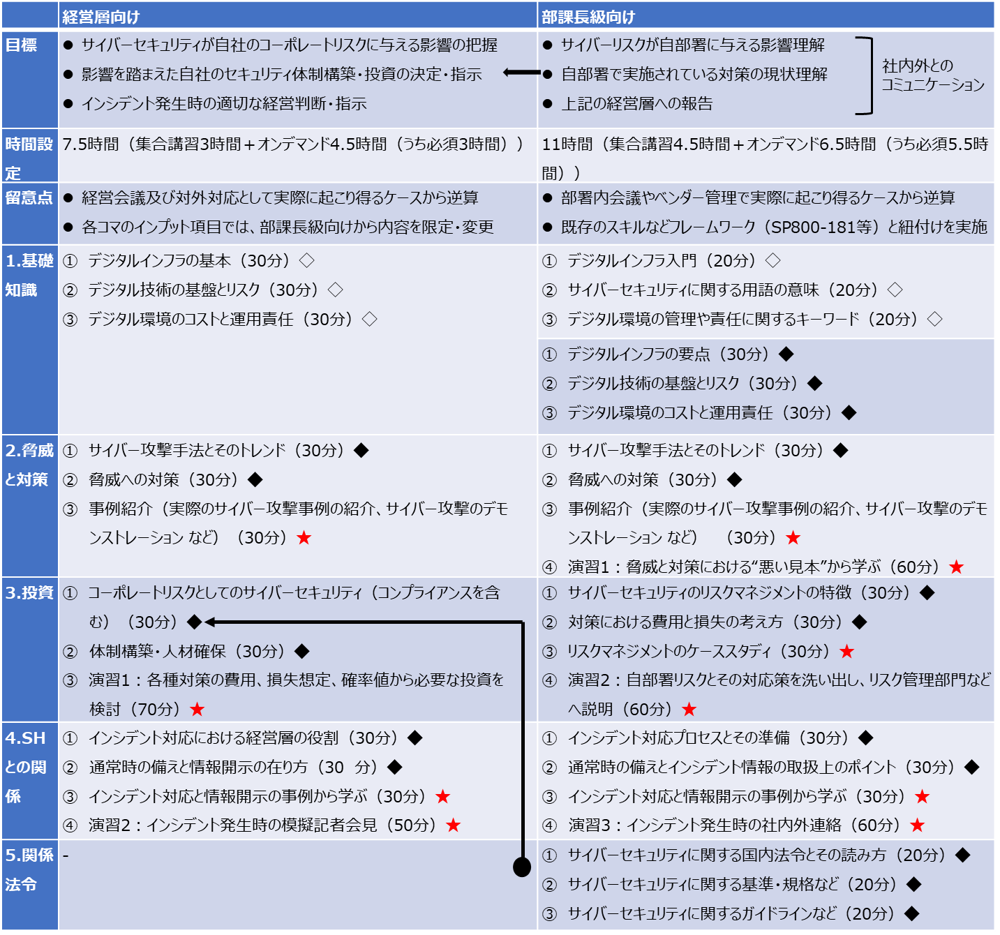 経営層向け
部課長級向け
目標
● サイバーセキュリティが自社のコーポレートリスクに与える影響の把握
● 影響を踏まえた自社のセキュリティ体制構築・投資の決定・指示
● インシデント発生時の適切な経営判断・指示
● サイバーリスクが自部署に与える影響理解
● 自部署で実施されている対策の現状理解
● 上記の経営層への報告
社内外との
コミュニケーション
時間設
定
7.5時間（集合講習3時間＋オンデマンド4.5時間（うち必須3時間））
11時間（集合講習4.5時間＋オンデマンド6.5時間（うち必須5.5時
間））
留意点
● 経営会議及び対外対応として実際に起こり得るケースから逆算
● 各コマのインプット項目では、部課長級向けから内容を限定・変更
● 部署内会議やベンダー管理で実際に起こり得るケースから逆算
● 既存のスキルなどフレームワーク（SP800-181等）と紐付けを実施
1.基礎
知識
① デジタルインフラの基本（30分）◇
② デジタル技術の基盤とリスク（30分）◇
③ デジタル環境のコストと運用責任（30分）◇
① デジタルインフラ入門（20分）◇
② サイバーセキュリティに関する用語の意味（20分）◇
③ デジタル環境の管理や責任に関するキーワード（20分）◇
① デジタルインフラの要点（30分）◆
② デジタル技術の基盤とリスク（30分）◆
③ デジタル環境のコストと運用責任（30分）◆
2.脅威
と対策
① サイバー攻撃手法とそのトレンド（30分）◆
② 脅威への対策（30分）◆
③ 事例紹介（実際のサイバー攻撃事例の紹介、サイバー攻撃のデモ
ンストレーション など）（30分）★
① サイバー攻撃手法とそのトレンド（30分）◆
② 脅威への対策（30分）◆
③ 事例紹介（実際のサイバー攻撃事例の紹介、サイバー攻撃のデモ
ンストレーション など）　（30分）★
④ 演習1：脅威と対策における“悪い見本”から学ぶ（60分）★
3.投資
① コーポレートリスクとしてのサイバーセキュリティ（コンプライアンスを含
む）（30分）◆
② 体制構築・人材確保（30分）◆
③ 演習1：各種対策の費用、損失想定、確率値から必要な投資を
検討（70分）★
① サイバーセキュリティのリスクマネジメントの特徴（30分）◆
② 対策における費用と損失の考え方（30分）◆
③ リスクマネジメントのケーススタディ（30分）★
④ 演習2：自部署リスクとその対応策を洗い出し、リスク管理部門など
へ説明（60分）★
4.SH
との関
係
① インシデント対応における経営層の役割（30分）◆
② 通常時の備えと情報開示の在り方（30 分）◆
③ インシデント対応と情報開示の事例から学ぶ（30分）★
④ 演習2：インシデント発生時の模擬記者会見（50分）★
① インシデント対応プロセスとその準備（30分）◆
② 通常時の備えとインシデント情報の取扱上のポイント（30分）◆
③ インシデント対応と情報開示の事例から学ぶ（30分）★
④ 演習3：インシデント発生時の社内外連絡（60分）★
5.関係
法令
-
① サイバーセキュリティに関する国内法令とその読み方（20分）◆
② サイバーセキュリティに関する基準・規格など（20分）◆
③ サイバーセキュリティに関するガイドラインなど（20分）◆